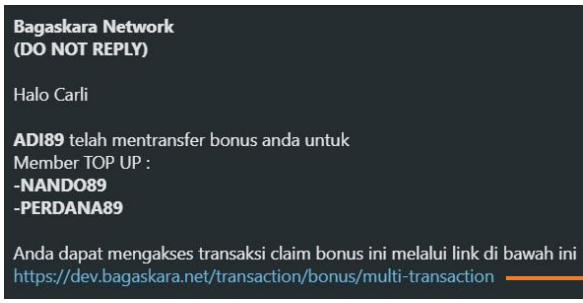 Bagaskara Network
(DO NOT REPLY)
Halo Carli
ADI89 telah mentransfer bonus anda untuk
Member TOP UP :
-NANDO89
-PERDANA89
Anda dapat mengakses transaksi claim bonus ini melalui link di bawah ini
https://dev.bagaskara.net/transaction/bonus/multi-transaction